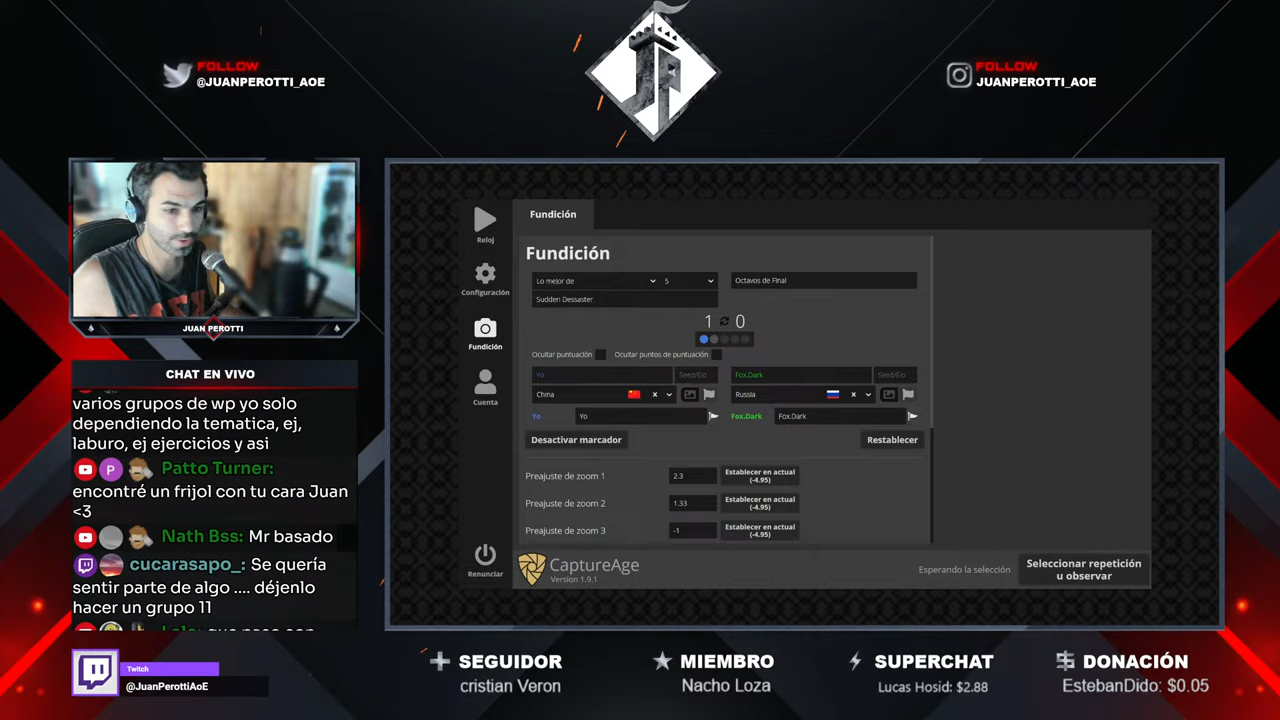 FOLLOW
@JUANPEROTTI_AOE
JP
FOLLOW
JUANPEROTTI_AOE
JUAN PEROTTI
CHAT EN VIVO
varios grupos de wp yo solo
dependiendo la tematica, ej,
laburo, ej ejercicios y asi
P Patto Turner:
encontré un frijol con tu cara Juan
<3
Nath Bss: Mr basado
cucarasapo_: Se quería
sentir parte de algo .... déjenlo
hacer un grupo 11
Twitch
@JuanPerottiAoE
Reloj
Configuración
Fundición
Cuenta
Renunciar
Fundición
Fundición
Lo mejor de
5
Octavos de Final
Sudden Dessaster
1 0
Ocultar puntuación
Ocultar puntos de puntuación
Yo
Seed/Elo
Fox.Dark
Seed/Elo
China
Russia
Yo
Yo
Fox.Dark
Fox.Dark
Desactivar marcador
Restablecer
Preajuste de zoom 1
2.3
Establecer en actual
(-4.95)
Preajuste de zoom 2
1.33
Establecer en actual
(-4.95)
Preajuste de zoom 3
-1
Establecer en actual
(-4.95)
CaptureAge
Version 1.9.1
Esperando la selección
Seleccionar repetición
u observar
SEGUIDOR
cristian Veron
MIEMBRO
Nacho Loza
SUPERCHAT
Lucas Hosid: $2.88
DONACIÓN
EstebanDido: $0.05